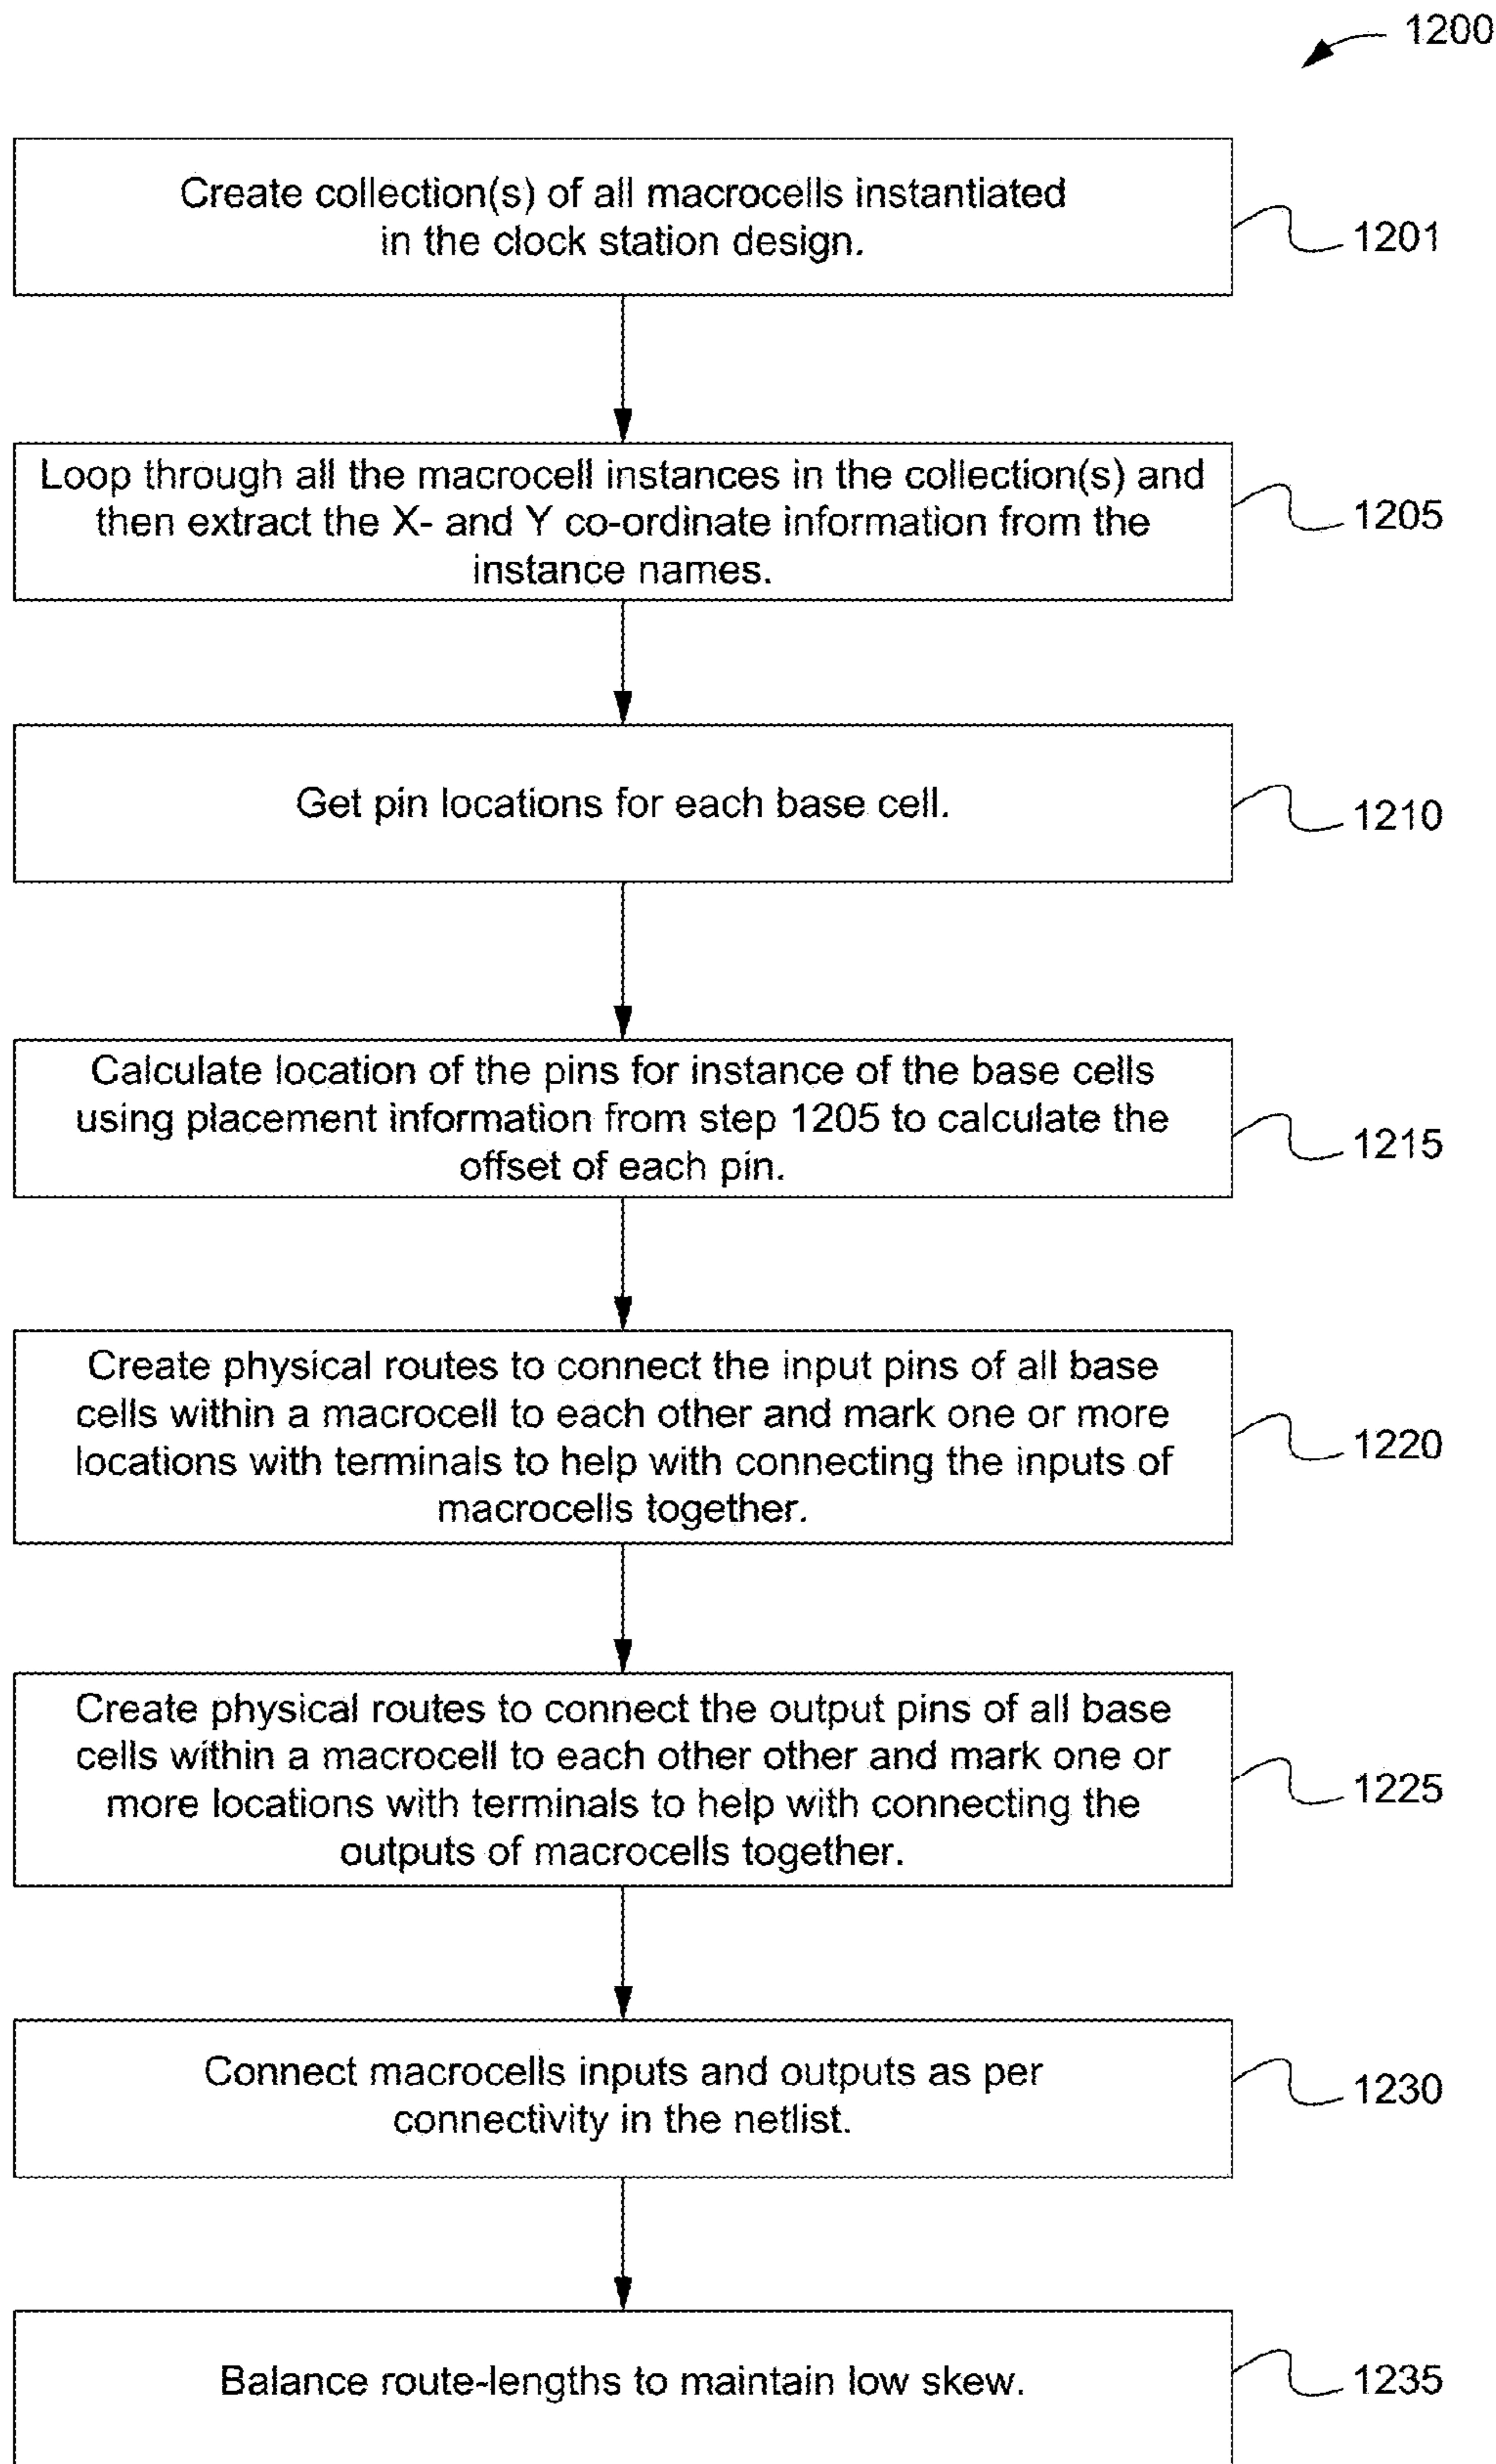 1200
Create collection(s) of all macrocells instantiated
in the clock station design.
1201
Loop through all the macrocell instances in the collection(s) and
then extract the X- and Y co-ordinate information from the
instance names.
1205
Get pin locations for each base cell.
1210
Calculate location of the pins for instance of the base cells
using placement information from step 1205 to calculate the
offset of each pin.
1215
Create physical routes to connect the input pins of all base
cells within a macrocell to each other and mark one or more
locations with terminals to help with connecting the inputs of
macrocells together.
1220
Create physical routes to connect the output pins of all base
cells within a macrocell to each other other and mark one or
more locations with terminals to help with connecting the
outputs of macrocells together.
1225
Connect macrocells inputs and outputs as per
connectivity in the netlist.
1230
Balance route-lengths to maintain low skew.
1235